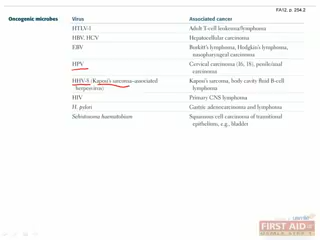 FA12, p. 254.2
Oncogenic microbes Virus Associated cancer
HTLV-1 Adult T-cell leukemia/lymphoma
HBV, HCV Hepatocellular carcinoma
EBV Burkitt's lymphoma, Hodgkin's lymphoma,
nasopharyngeal carcinoma
HPV Cervical carcinoma (16, 18), penile/anal
carcinoma
HHV-8 (Kaposi's sarcoma–associated Kaposi's sarcoma, body cavity fluid B-cell
herpesvirus) lymphoma
HIV Primary CNS lymphoma
H. pylori Gastric adenocarcinoma and lymphoma
Schistosoma haematobium Squamous cell carcinoma of transitional
epithelium, e.g., bladder
FIRST AID